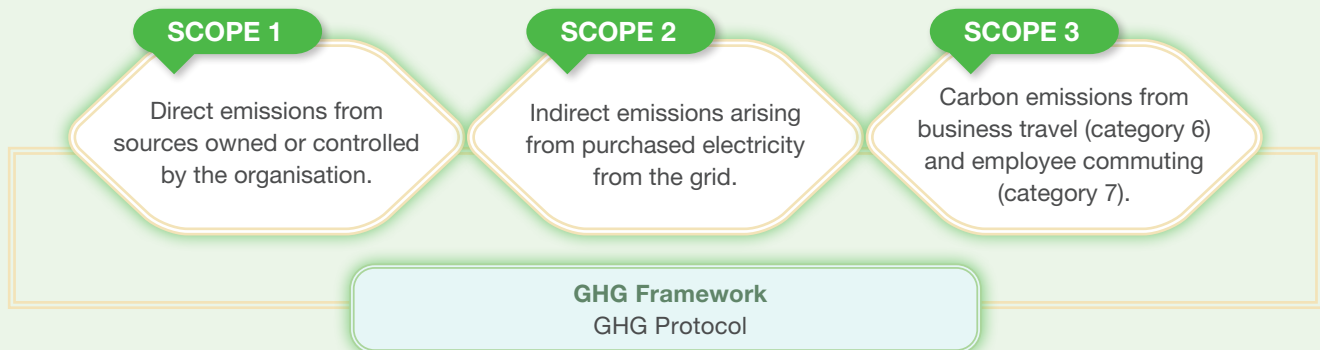 SCOPE 1
Direct emissions from
sources owned or controlled
by the organisation.
SCOPE 2
Indirect emissions arising
from purchased electricity
from the grid.
SCOPE 3
Carbon emissions from
business travel (category 6)
and employee commuting
(category 7).
GHG Framework
GHG Protocol